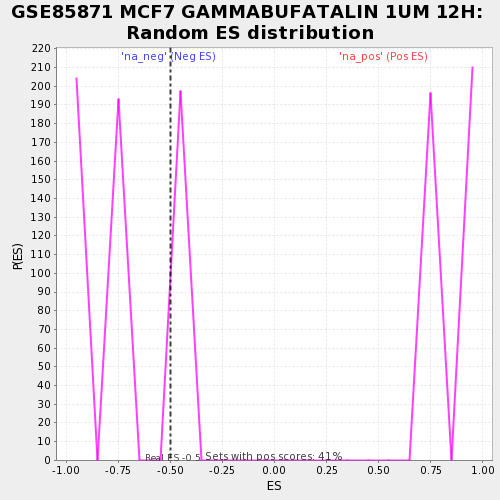 GSE85871 MCF7 GAMMABUFATALIN 1UM 12H:
Random ES distribution
'na_neg' (Neg ES)
'na_pos' (Pos ES)
220
210
200
190
180
170
160
150
140
130
120
110
100
90
80
70
60
50
40
30
20
10
0
P(ES)
Real ES -0.5
Sets with pos scores: 41%
-1.00 -0.75 -0.50 -0.25 0.00 0.25 0.50 0.75 1.00
ES